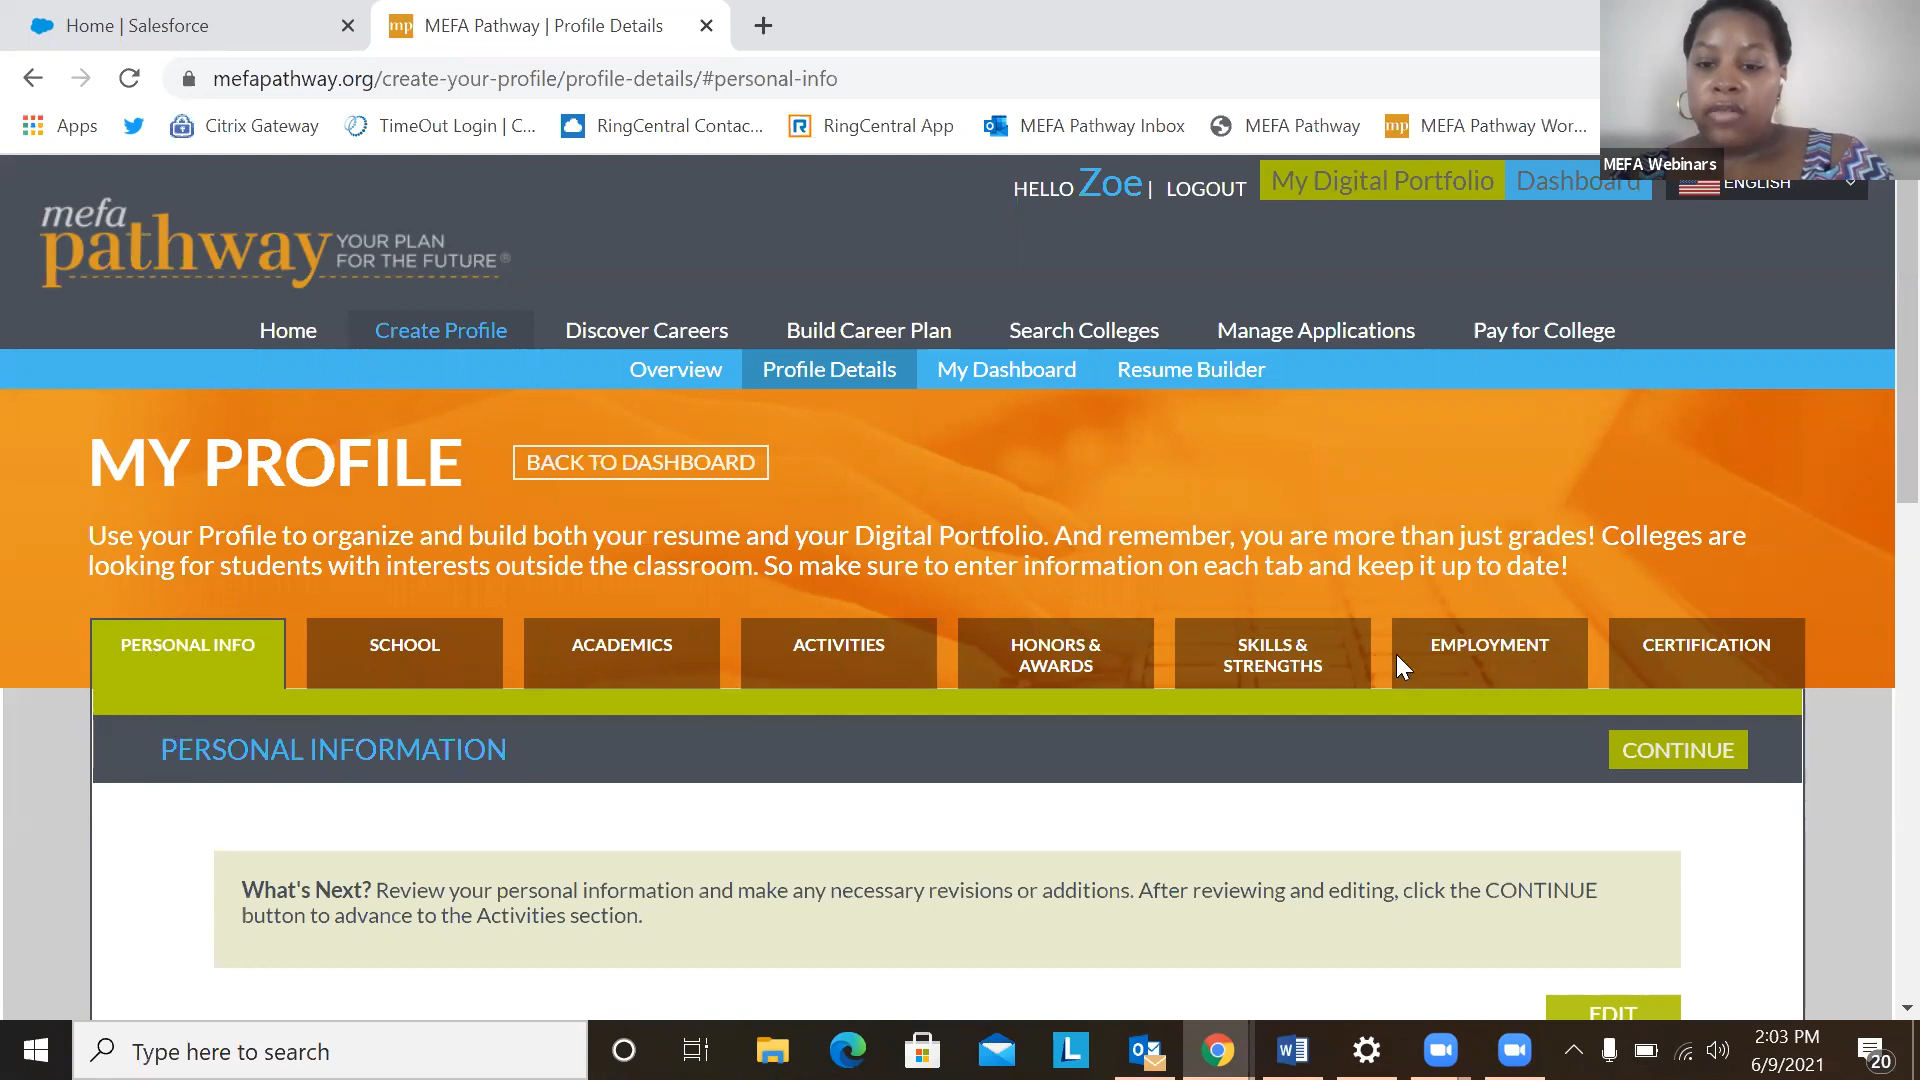 Home | Salesforce
mp MEFA Pathway | Profile Details
mefapathway.org/create-your-profile/profile-details/#personal-info
Apps Citrix Gateway TimeOut Login | C... RingCentral Contac... RingCentral App MEFA Pathway Inbox MEFA Pathway mp MEFA Pathway Wor...
MEFA Webinars
HELLO Zoe | LOGOUT My Digital Portfolio Dashboard ENGLISH
mefa
pathway YOUR PLAN
FOR THE FUTURE®
Home Create Profile Discover Careers Build Career Plan Search Colleges Manage Applications Pay for College
Overview Profile Details My Dashboard Resume Builder
MY PROFILE BACK TO DASHBOARD
Use your Profile to organize and build both your resume and your Digital Portfolio. And remember, you are more than just grades! Colleges are
looking for students with interests outside the classroom. So make sure to enter information on each tab and keep it up to date!
PERSONAL INFO SCHOOL ACADEMICS ACTIVITIES HONORS & SKILLS & EMPLOYMENT CERTIFICATION
AWARDS STRENGTHS
PERSONAL INFORMATION CONTINUE
What's Next? Review your personal information and make any necessary revisions or additions. After reviewing and editing, click the CONTINUE
button to advance to the Activities section.
EDIT
Type here to search
2:03 PM
6/9/2021
20